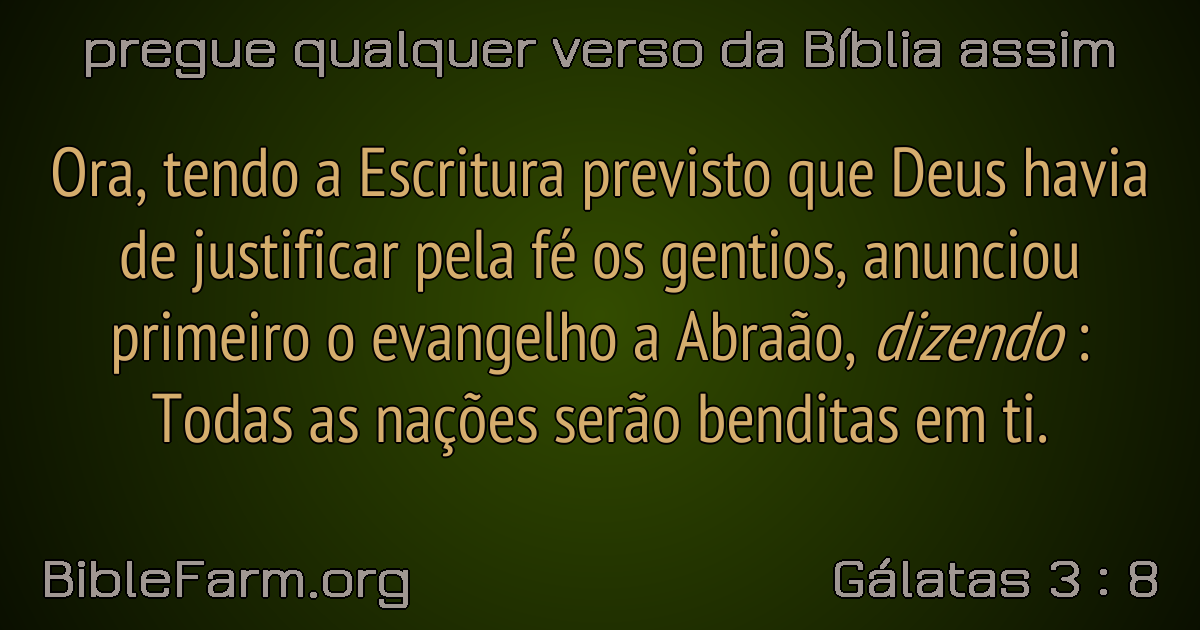 pregue qualquer verso da Bíblia assim
Ora, tendo a Escritura previsto que Deus havia
de justificar pela fé os gentios, anunciou
primeiro o evangelho a Abraão, dizendo :
Todas as nações serão benditas em ti.
BibleFarm.org
Gálatas 3 : 8